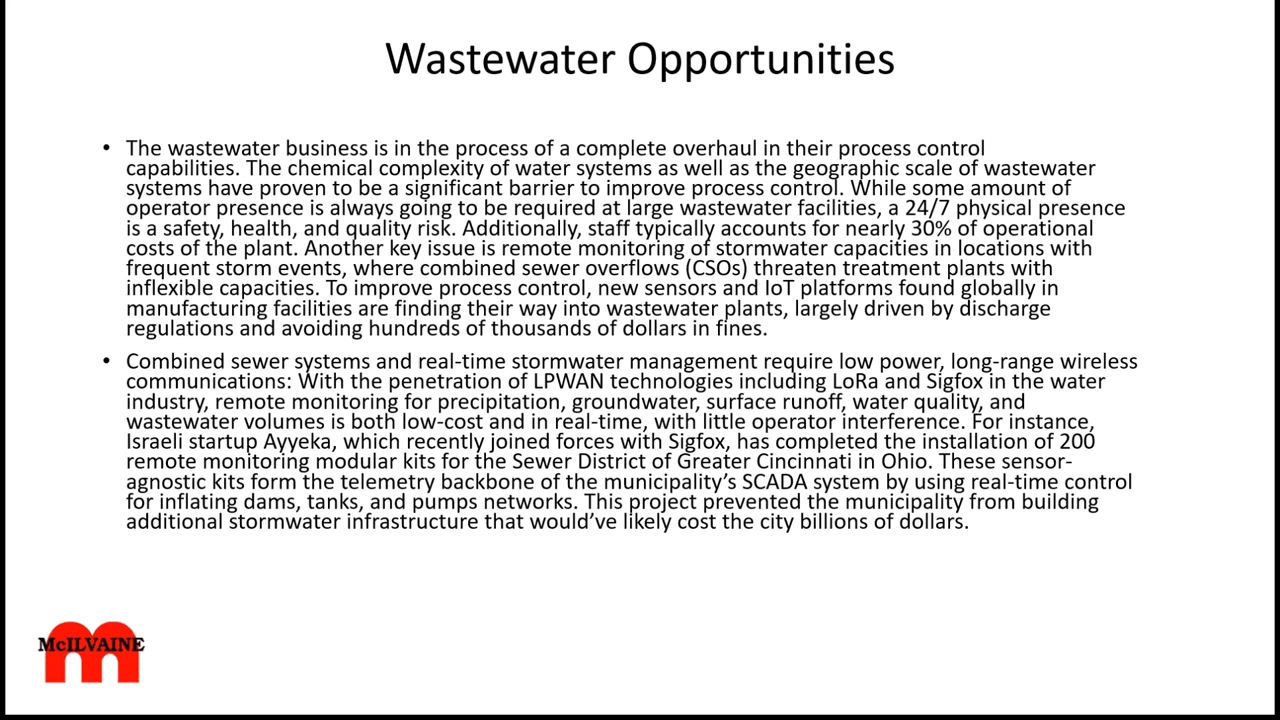 Wastewater Opportunities
• The wastewater business is in the process of a complete overhaul in their process control
capabilities. The chemical complexity of water systems as well as the geographic scale of wastewater
systems have proven to be a significant barrier to improve process control. While some amount of
operator presence is always going to be required at large wastewater facilities, a 24/7 physical presence
is a safety, health, and quality risk. Additionally, staff typically accounts for nearly 30% of operational
costs of the plant. Another key issue is remote monitoring of stormwater capacities in locations with
frequent storm events, where combined sewer overflows (CSOs) threaten treatment plants with
inflexible capacities. To improve process control, new sensors and IoT platforms found globally in
manufacturing facilities are finding their way into wastewater plants, largely driven by discharge
regulations and avoiding hundreds of thousands of dollars in fines.
• Combined sewer systems and real-time stormwater management require low power, long-range wireless
communications: With the penetration of LPWAN technologies including LoRa and Sigfox in the water
industry, remote monitoring for precipitation, groundwater, surface runoff, water quality, and
wastewater volumes is both low-cost and in real-time, with little operator interference. For instance,
Israeli startup Ayyeka, which recently joined forces with Sigfox, has completed the installation of 200
remote monitoring modular kits for the Sewer District of Greater Cincinnati in Ohio. These sensor-
agnostic kits form the telemetry backbone of the municipality’s SCADA system by using real-time control
for inflating dams, tanks, and pumps networks. This project prevented the municipality from building
additional stormwater infrastructure that would’ve likely cost the city billions of dollars.
McILVAINE